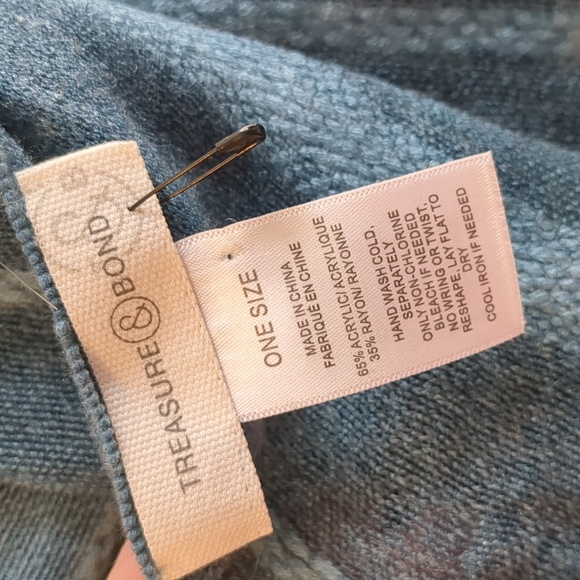 TREASURE & BOND
ONE SIZE
MADE IN CHINA
FABRIQUÉ EN CHINE
65% ACRYLIC/ ACRYLIQUE
35% RAYON/ RAYONNE
HAND WASH COLD.
SEPARATELY
NON-CHLORINE
ONLY IF NEEDED
BLEACH OR TWIST.
NO WRING. LAY FLAT TO
RESHAPE. DRY
COOL IRON IF NEEDED